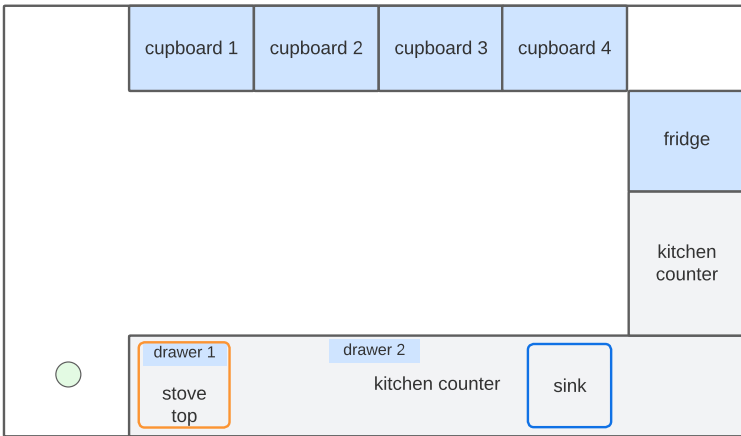 cupboard 1
cupboard 2
cupboard 3
cupboard 4
fridge
kitchen
counter
drawer 1
drawer 2
stove
top
kitchen counter
sink